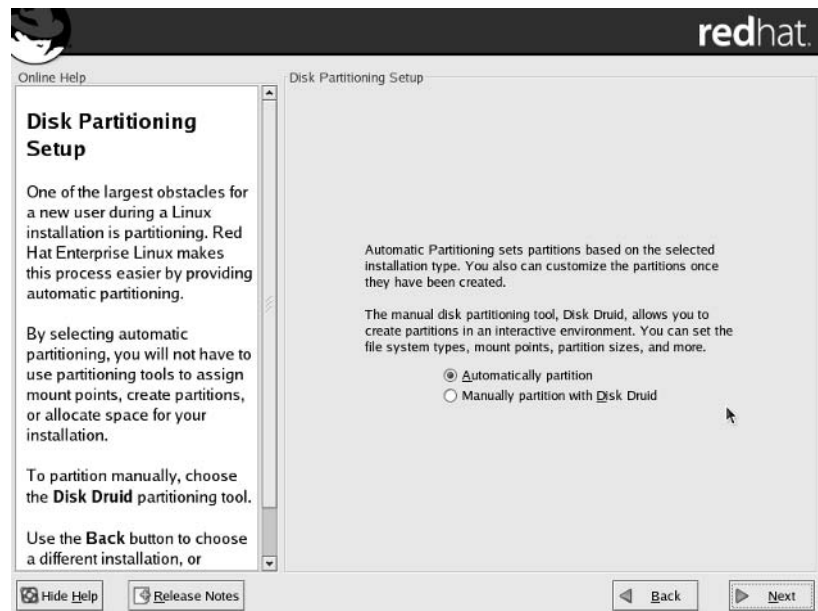 redhat.
Online Help
Disk Partitioning
Setup
One of the largest obstacles for
a new user during a Linux
installation is partitioning. Red
Hat Enterprise Linux makes
this process easier by providing
automatic partitioning.
By selecting automatic
partitioning, you will not have to
use partitioning tools to assign
mount points, create partitions,
or allocate space for your
installation.
To partition manually, choose
the Disk Druid partitioning tool.
Use the Back button to choose
a different installation, or
Disk Partitioning Setup
Automatic Partitioning sets partitions based on the selected
installation type. You also can customize the partitions once
they have been created.
The manual disk partitioning tool, Disk Druid, allows you to
create partitions in an interactive environment. You can set the
file system types, mount points, partition sizes, and more.
Automatically partition
Manually partition with Disk Druid
Hide Help
Release Notes
Back
Next